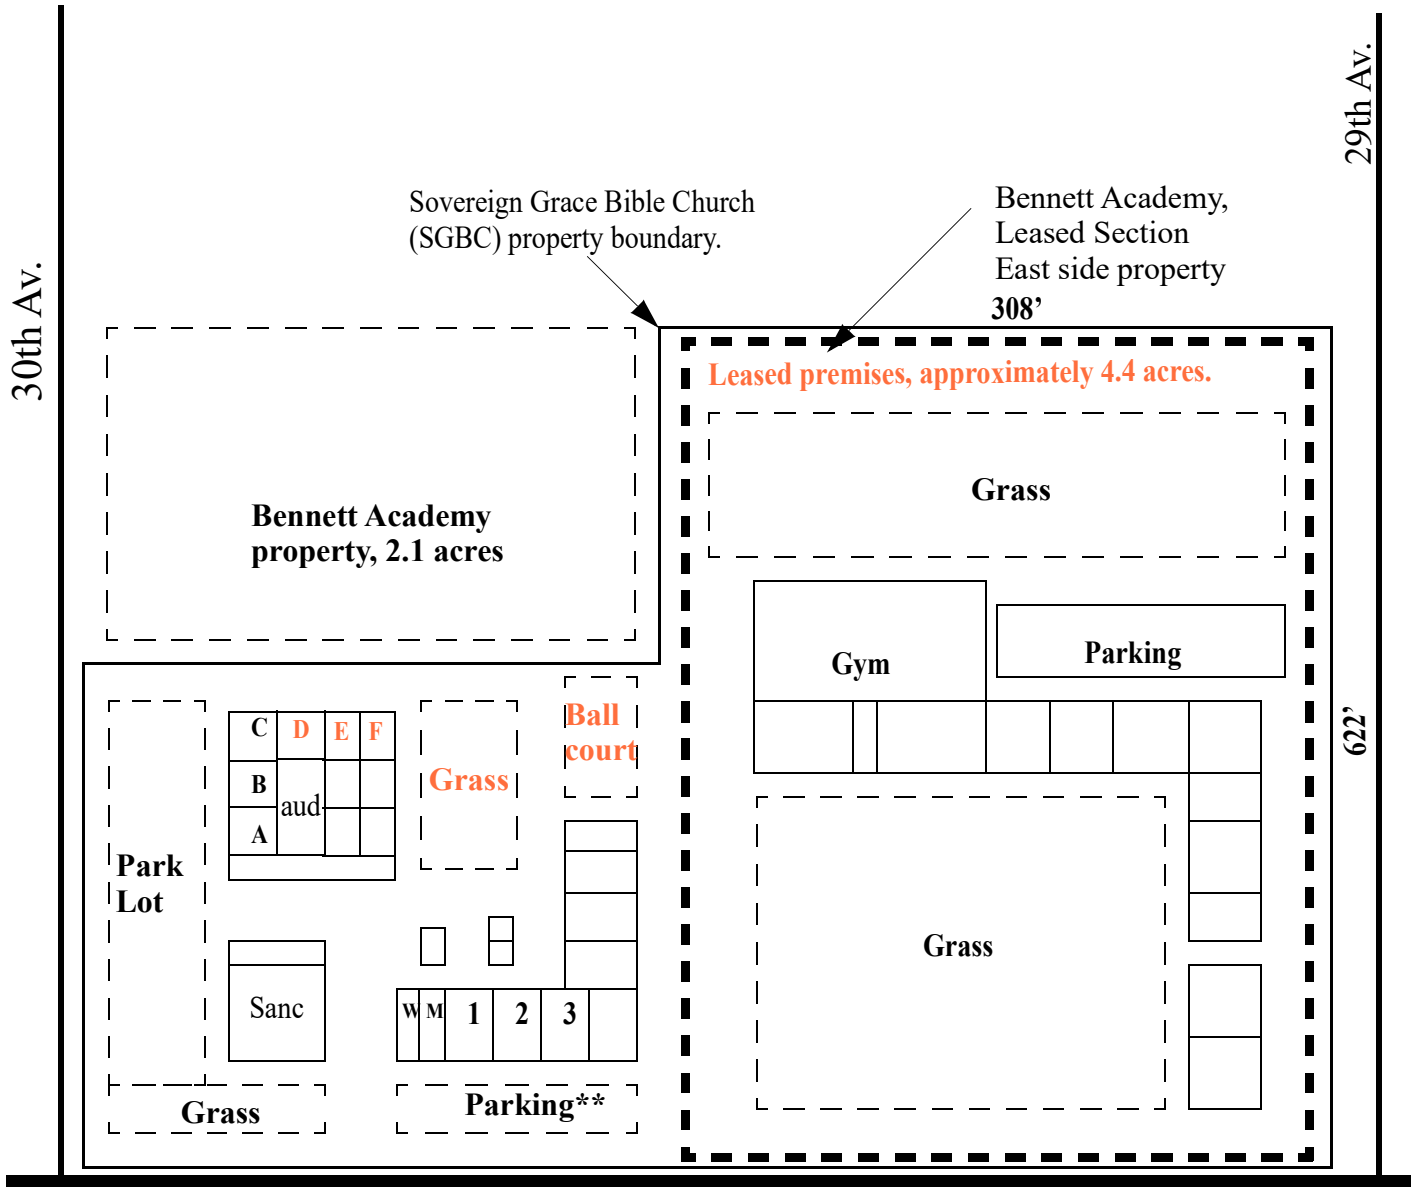 29th Av.
30th Av.
Sovereign Grace Bible Church
(SGBC) property boundary.
Bennett Academy,
Leased Section
East side property
308’
Leased premises, approximately 4.4 acres.
Grass
Bennett Academy
property, 2.1 acres
Gym
Parking
622’
C
D
E
F
B
aud
A
Grass
Ball
court
Park
Lot
Grass
Sanc
W
M
1
2
3
Grass
Parking**